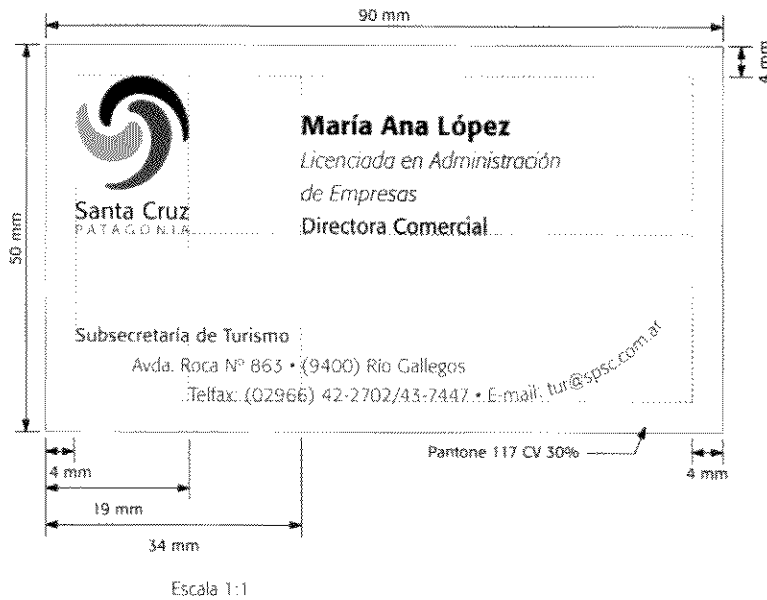 90 mm
4 mm
María Ana López
Licenciada en Administración
de Empresas
Directora Comercial
Santa Cruz
PATAGONIA
50 mm
Subsecretaría de Turismo
Avda. Roca Nº 863 • (9400) Río Gallegos
Telfax: (02966) 42-2702/43-7447 • E-mail: tur@spsc.com.ar
Pantone 117 CV 30%
4 mm
4 mm
19 mm
34 mm
Escala 1:1